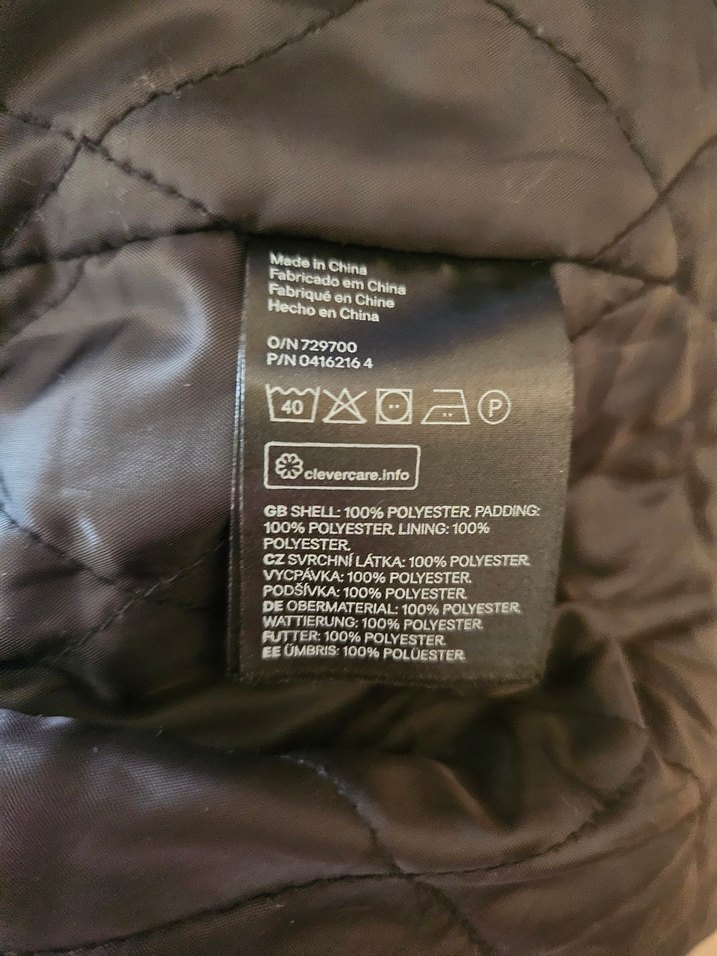 Made in China
Fabricado em China
Fabriqué en Chine
Hecho en China
O/N 729700
P/N 0416216 4
40 P
clevercare.info
GB SHELL: 100% POLYESTER. PADDING:
100% POLYESTER. LINING: 100%
POLYESTER.
CZ SVRCHNÍ LÁTKA: 100% POLYESTER.
VYCPÁVKA: 100% POLYESTER.
PODŠÍVKA: 100% POLYESTER.
DE OBERMATERIAL: 100% POLYESTER.
WATTIERUNG: 100% POLYESTER.
FUTTER: 100% POLYESTER.
EE ÜMBRIS: 100% POLÜESTER.